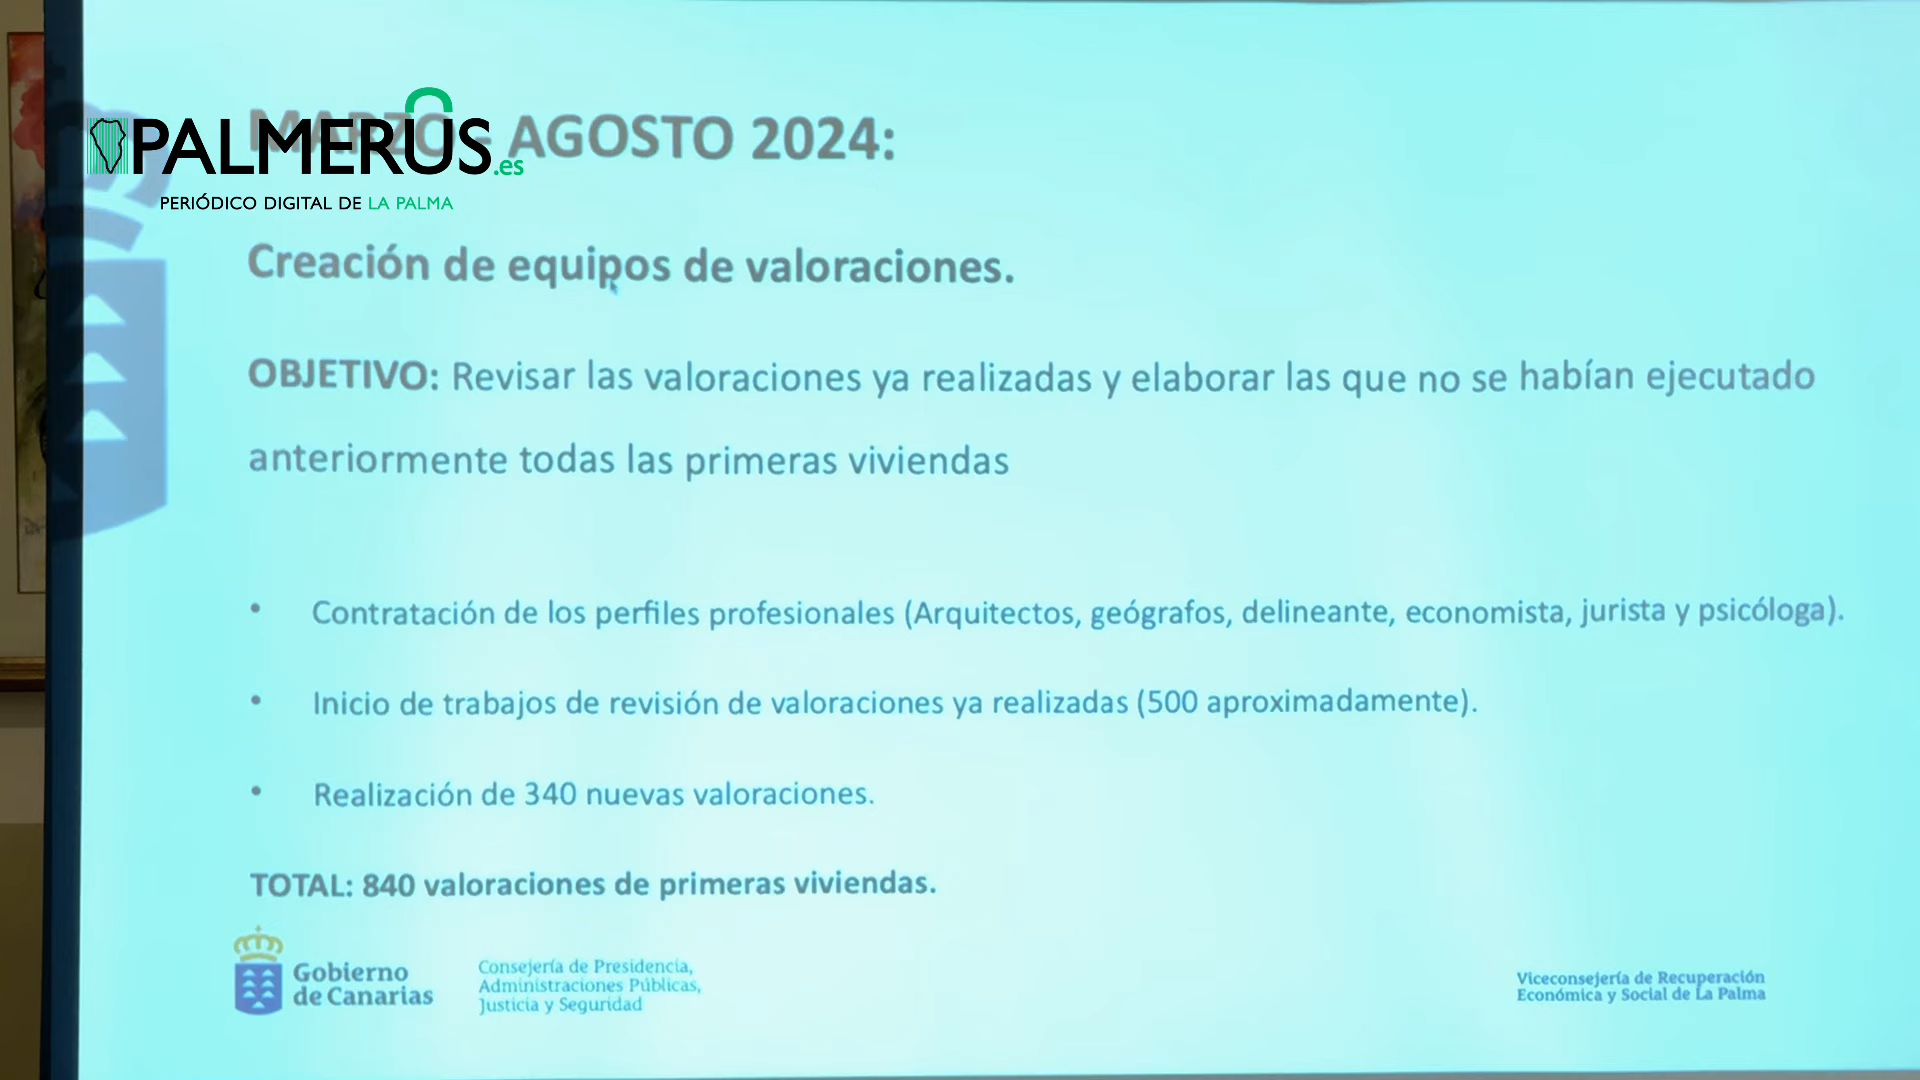 MARZO - AGOSTO 2024:
PALMERUS.es
PERIÓDICO DIGITAL DE LA PALMA
Creación de equipos de valoraciones.
OBJETIVO: Revisar las valoraciones ya realizadas y elaborar las que no se habían ejecutado
anteriormente todas las primeras viviendas
• Contratación de los perfiles profesionales (Arquitectos, geógrafos, delineante, economista, jurista y psicóloga).
• Inicio de trabajos de revisión de valoraciones ya realizadas (500 aproximadamente).
• Realización de 340 nuevas valoraciones.
TOTAL: 840 valoraciones de primeras viviendas.
Gobierno
de Canarias
Consejería de Presidencia,
Administraciones Públicas,
Justicia y Seguridad
Viceconsejería de Recuperación
Económica y Social de La Palma